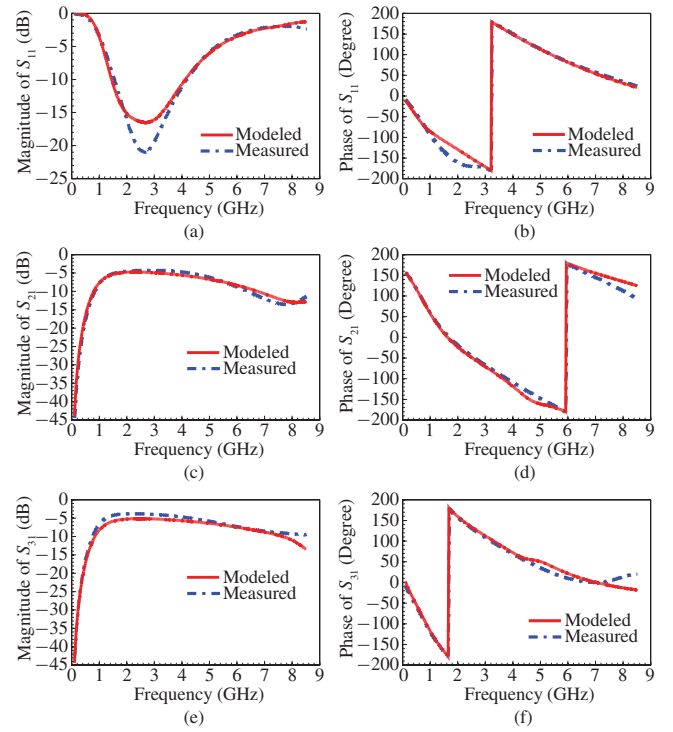 Magnitude of S11 (dB)
0
−5
−10
−15
−20
−25
Modeled
Measured
0 1 2 3 4 5 6 7 8 9
Frequency (GHz)
(a)
Phase of S11 (Degree)
200
150
100
50
0
−50
−100
−150
−200
Modeled
Measured
0 1 2 3 4 5 6 7 8 9
Frequency (GHz)
(b)
Magnitude of S21 (dB)
0
−5
−10
−15
−20
−25
−30
−35
−40
−45
Modeled
Measured
0 1 2 3 4 5 6 7 8 9
Frequency (GHz)
(c)
Phase of S21 (Degree)
200
150
100
50
0
−50
−100
−150
−200
Modeled
Measured
0 1 2 3 4 5 6 7 8 9
Frequency (GHz)
(d)
Magnitude of S31 (dB)
0
−5
−10
−15
−20
−25
−30
−35
−40
−45
Modeled
Measured
0 1 2 3 4 5 6 7 8 9
Frequency (GHz)
(e)
Phase of S31 (Degree)
200
150
100
50
0
−50
−100
−150
−200
Modeled
Measured
0 1 2 3 4 5 6 7 8 9
Frequency (GHz)
(f)